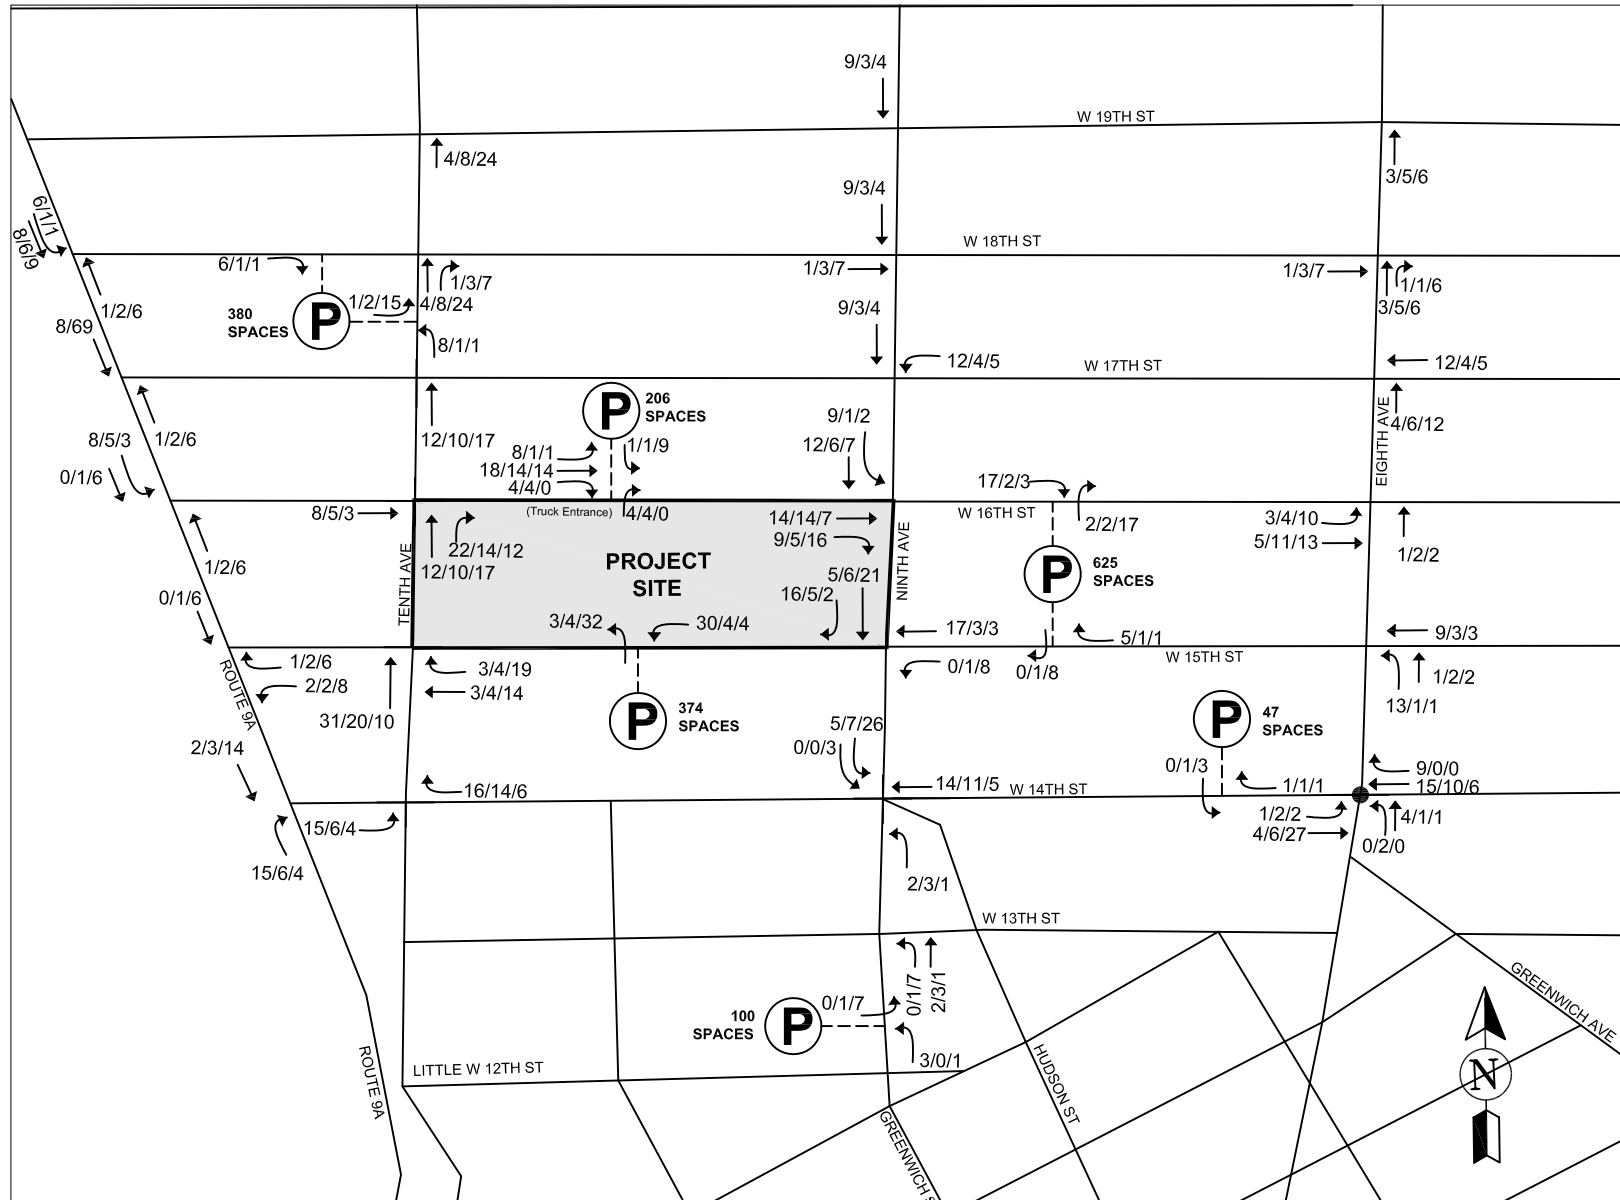 9/3/4
W 19TH ST
4/8/24
3/5/6
9/3/4
6/1/1
8/6/9
W 18TH ST
6/1/1
1/3/7
1/3/7
1/3/7
1/1/6
1/2/15
4/8/24
3/5/6
9/3/4
1/2/6
380
SPACES
P
8/69
8/1/1
12/4/5
W 17TH ST
12/4/5
206
SPACES
P
9/1/2
4/6/12
EIGHTH AVE
8/5/3
1/2/6
12/10/17
8/1/1
1/1/9
12/6/7
18/14/14
0/1/6
4/4/0
17/2/3
8/5/3
(Truck Entrance)
4/4/0
14/14/7
W 16TH ST
2/2/17
3/4/10
22/14/12
9/5/16
5/11/13
1/2/2
12/10/17
PROJECT
SITE
5/6/21
NINTH AVE
P
625
SPACES
1/2/6
TENTH AVE
16/5/2
0/1/6
3/4/32
30/4/4
17/3/3
5/1/1
9/3/3
W 15TH ST
1/2/6
3/4/19
0/1/8
0/1/8
1/2/2
2/2/8
3/4/14
13/1/1
ROUTE 9A
31/20/10
P
374
SPACES
5/7/26
P
47
SPACES
2/3/14
0/0/3
0/1/3
9/0/0
16/14/6
14/11/5
W 14TH ST
1/1/1
15/10/6
15/6/4
1/2/2
4/1/1
4/6/27
0/2/0
15/6/4
2/3/1
W 13TH ST
GREENWICH AVE
0/1/7
2/3/1
100
SPACES
P
0/1/7
3/0/1
LITTLE W 12TH ST
ROUTE 9A
HUDSON ST
N
GREENWICH S